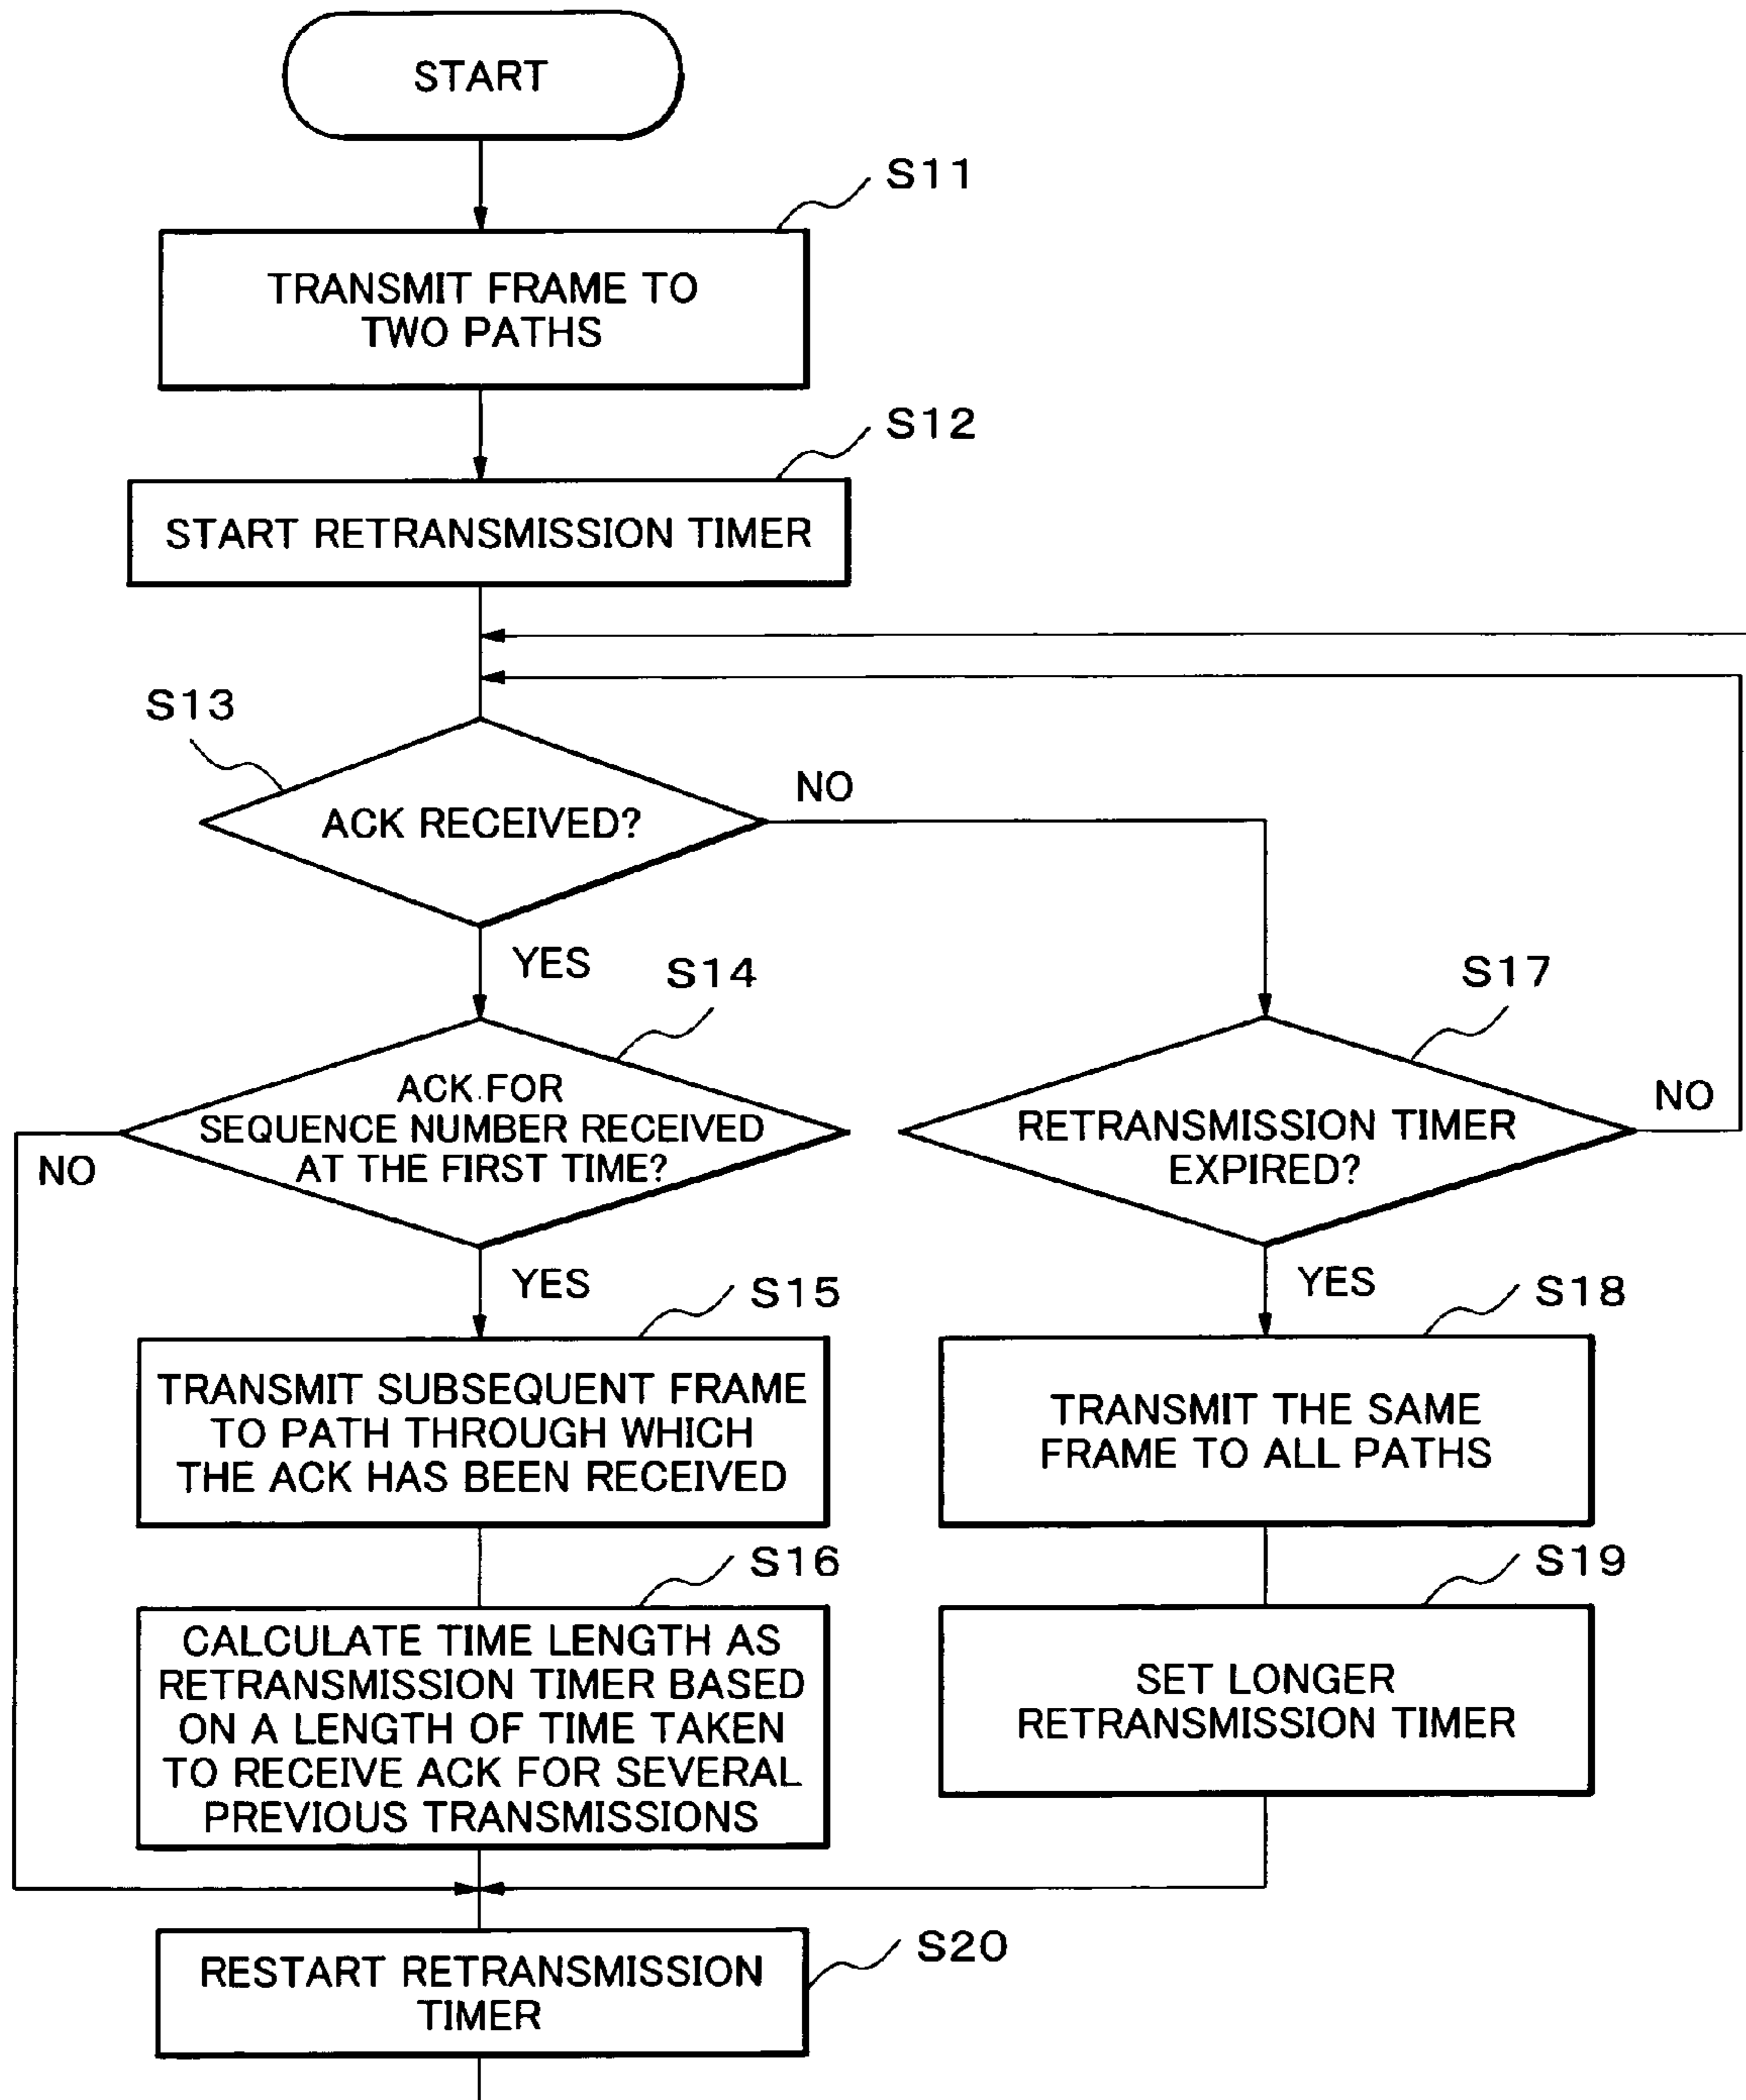 START
S11
TRANSMIT FRAME TO
TWO PATHS
S12
START RETRANSMISSION TIMER
S13
ACK RECEIVED?
NO
YES
S14
ACK FOR
SEQUENCE NUMBER RECEIVED
AT THE FIRST TIME?
NO
YES
S15
TRANSMIT SUBSEQUENT FRAME
TO PATH THROUGH WHICH
THE ACK HAS BEEN RECEIVED
S16
CALCULATE TIME LENGTH AS
RETRANSMISSION TIMER BASED
ON A LENGTH OF TIME TAKEN
TO RECEIVE ACK FOR SEVERAL
PREVIOUS TRANSMISSIONS
S17
RETRANSMISSION TIMER
EXPIRED?
NO
YES
S18
TRANSMIT THE SAME
FRAME TO ALL PATHS
S19
SET LONGER
RETRANSMISSION TIMER
S20
RESTART RETRANSMISSION
TIMER